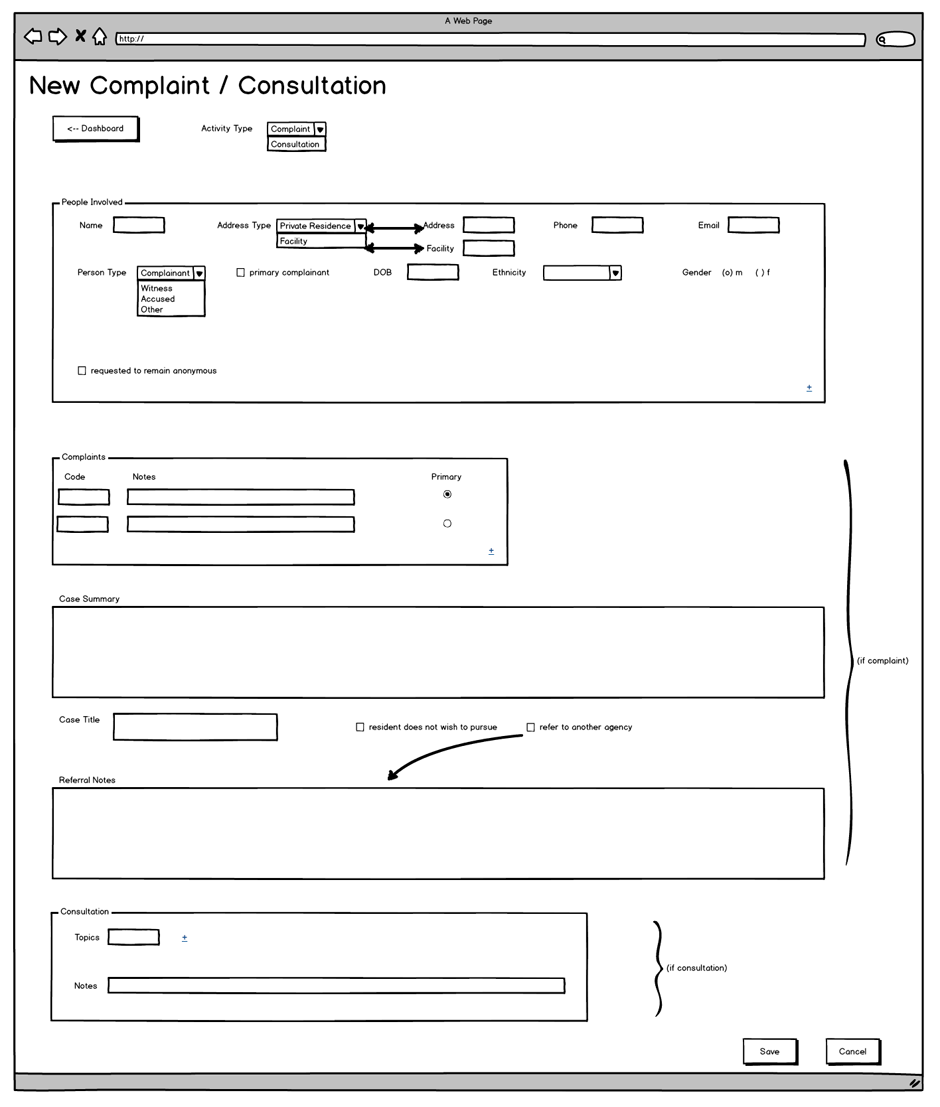 A Web Page
http://
New Complaint / Consultation
<-- Dashboard
Activity Type
Complaint
Consultation
People Involved
Name
Address Type
Private Residence
Address
Phone
Email
Facility
Facility
Person Type
Complainant
primary complainant
DOB
Ethnicity
Gender (o) m ( ) f
Witness
Accused
Other
requested to remain anonymous
+
Complaints
Code
Notes
Primary
+
Case Summary
(if complaint)
Case Title
resident does not wish to pursue
refer to another agency
Referral Notes
Consultation
Topics
+
(if consultation)
Notes
Save
Cancel